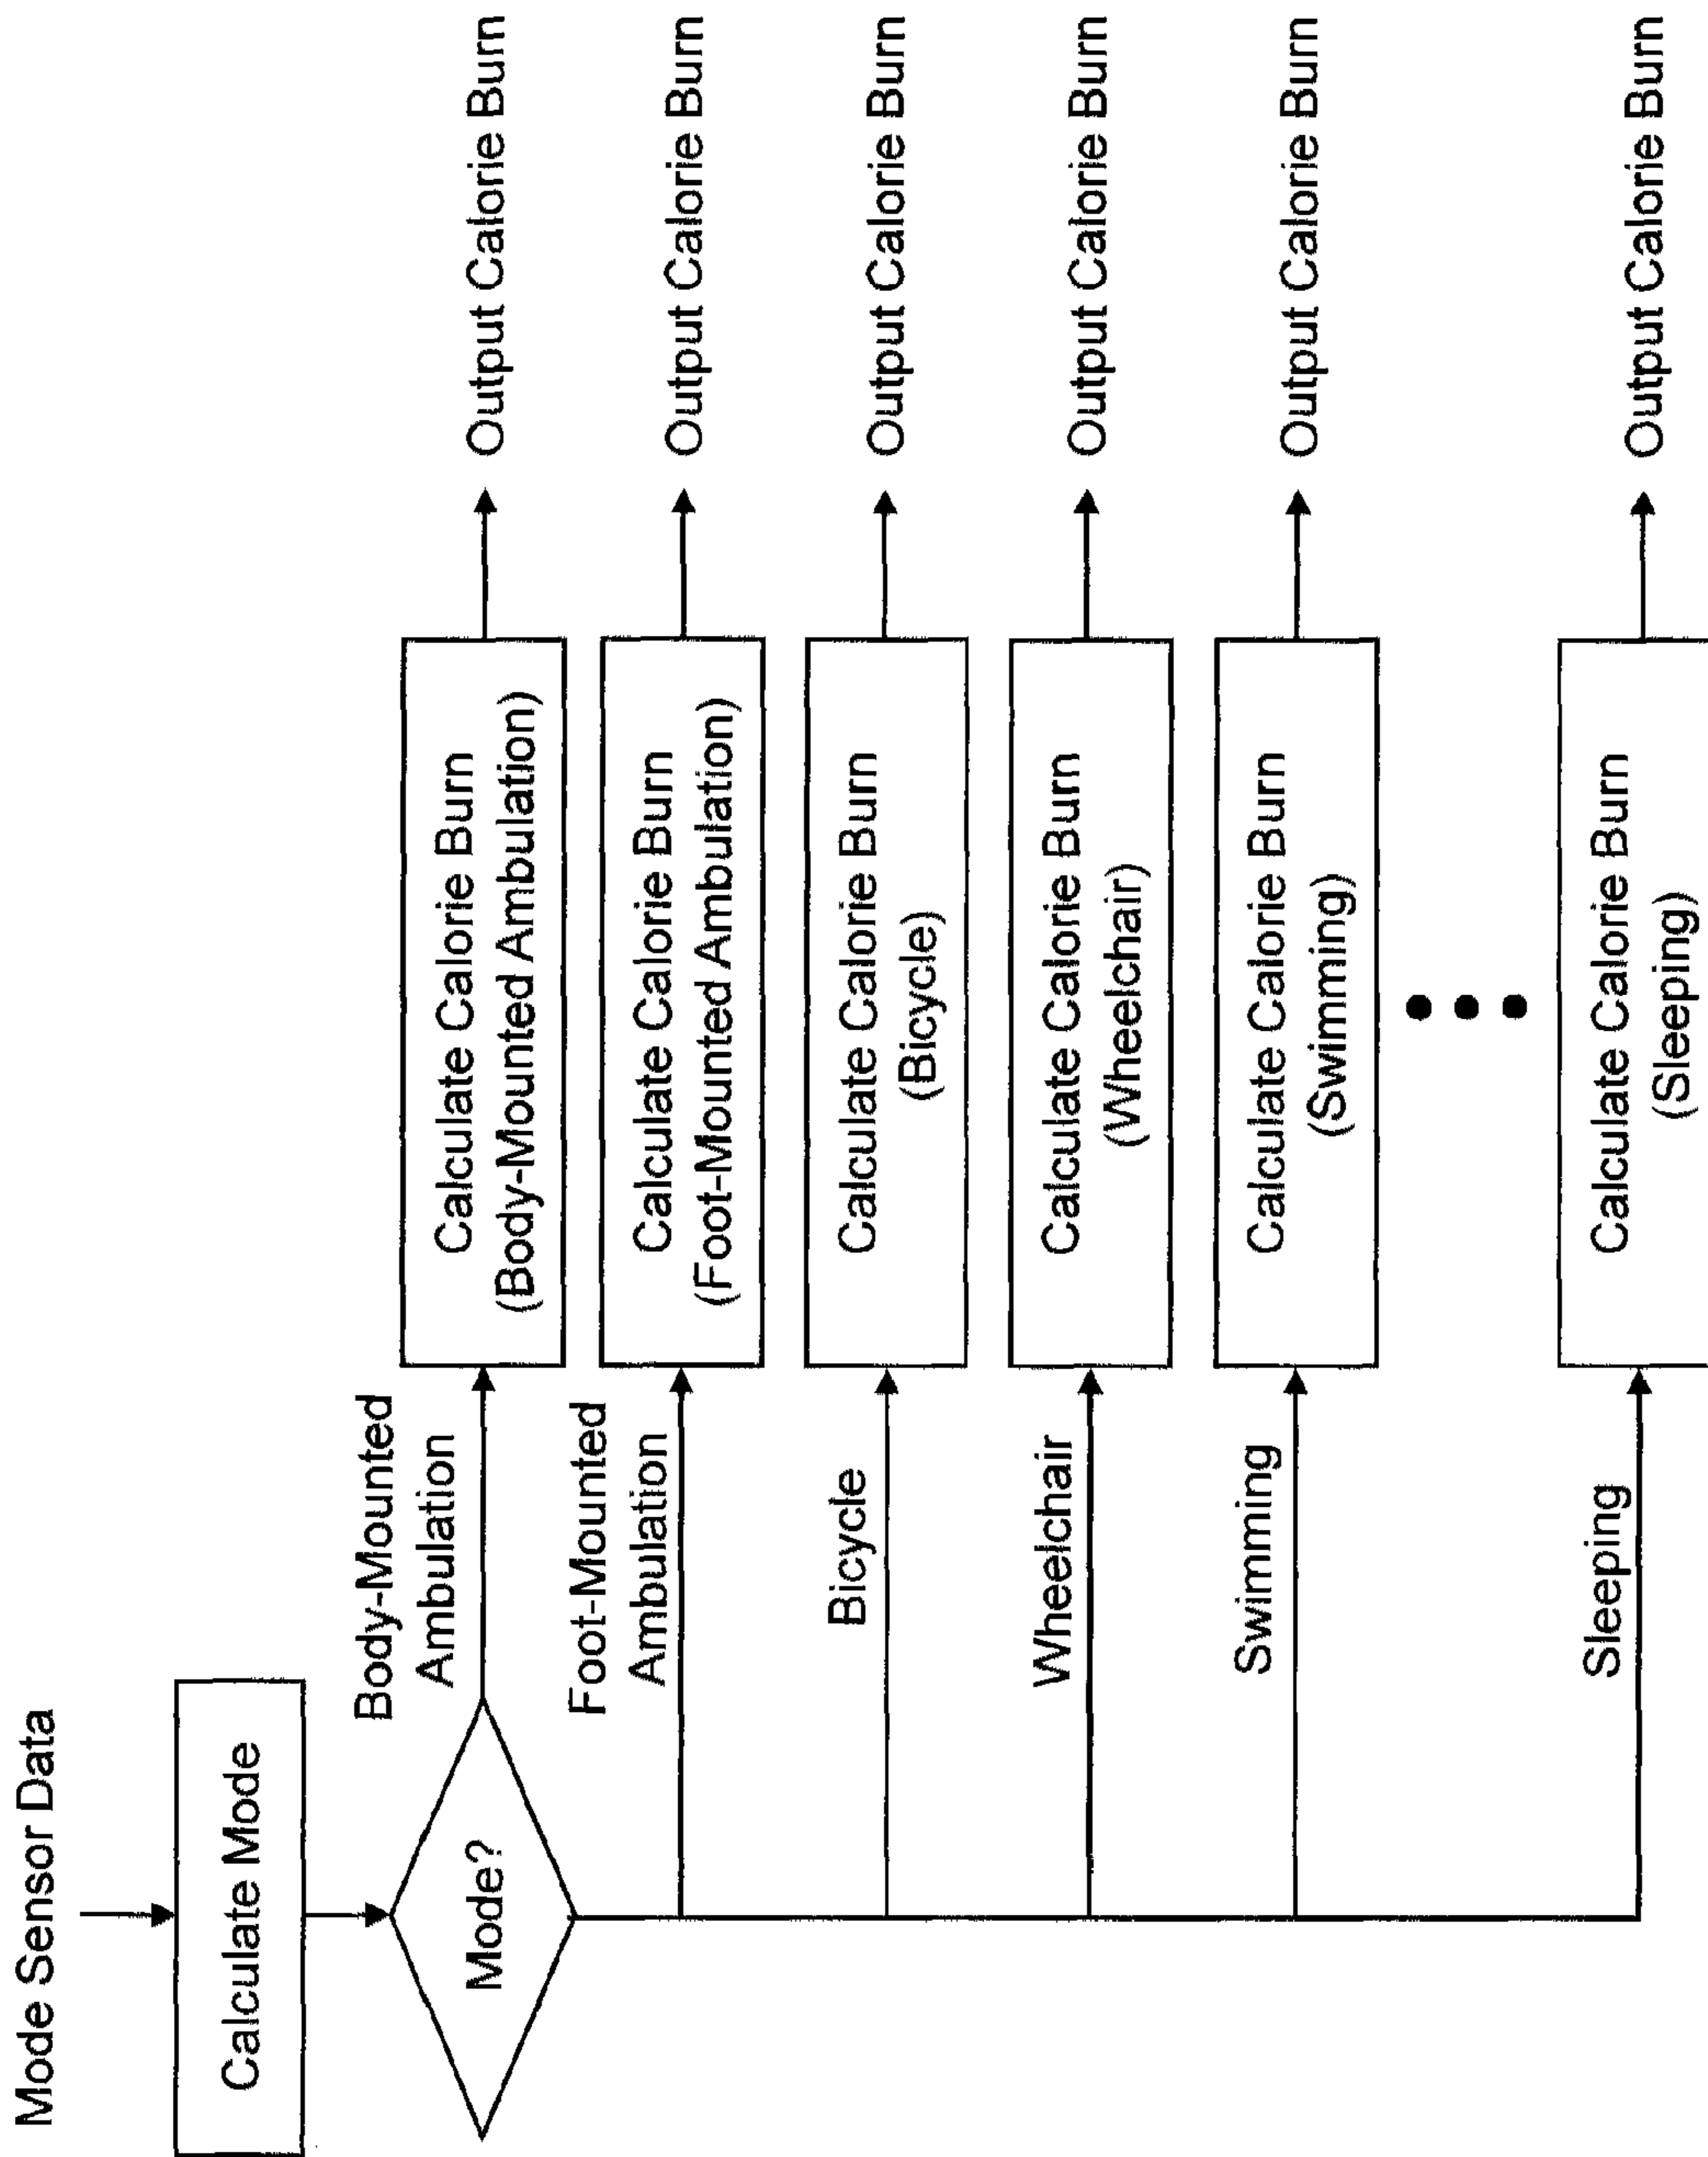 Mode Sensor Data
Calculate Mode
Mode?
Body-Mounted
Ambulation
Calculate Calorie Burn
(Body-Mounted Ambulation)
Output Calorie Burn
Foot-Mounted
Ambulation
Calculate Calorie Burn
(Foot-Mounted Ambulation)
Output Calorie Burn
Bicycle
Calculate Calorie Burn
(Bicycle)
Output Calorie Burn
Wheelchair
Calculate Calorie Burn
(Wheelchair)
Output Calorie Burn
Swimming
Calculate Calorie Burn
(Swimming)
Output Calorie Burn
Sleeping
Calculate Calorie Burn
(Sleeping)
Output Calorie Burn